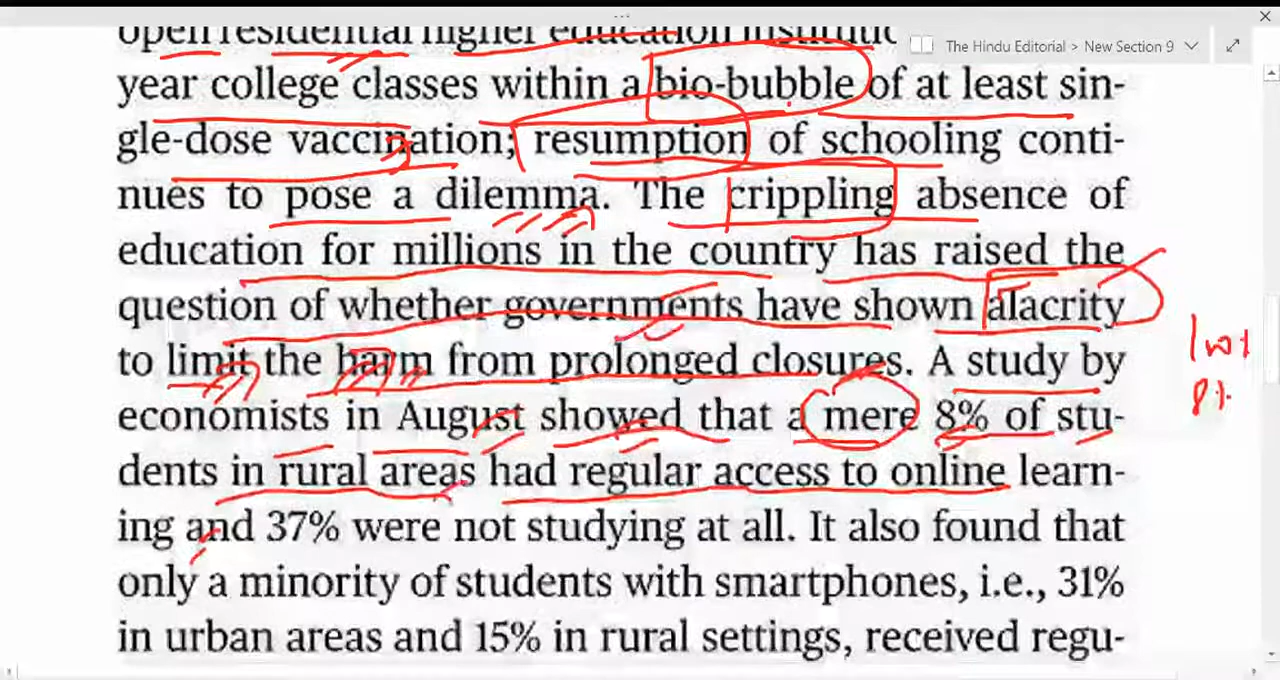 open residential higher education
The Hindu Editorial > New Section 9
year college classes within a bio-bubble of at least sin-
gle-dose vaccination; resumption of schooling conti-
nues to pose a dilemma. The crippling absence of
education for millions in the country has raised the
question of whether governments have shown alacrity
to limit the harm from prolonged closures. A study by
economists in August showed that a mere 8% of stu-
dents in rural areas had regular access to online learn-
ing and 37% were not studying at all. It also found that
only a minority of students with smartphones, i.e., 31%
in urban areas and 15% in rural settings, received regu-